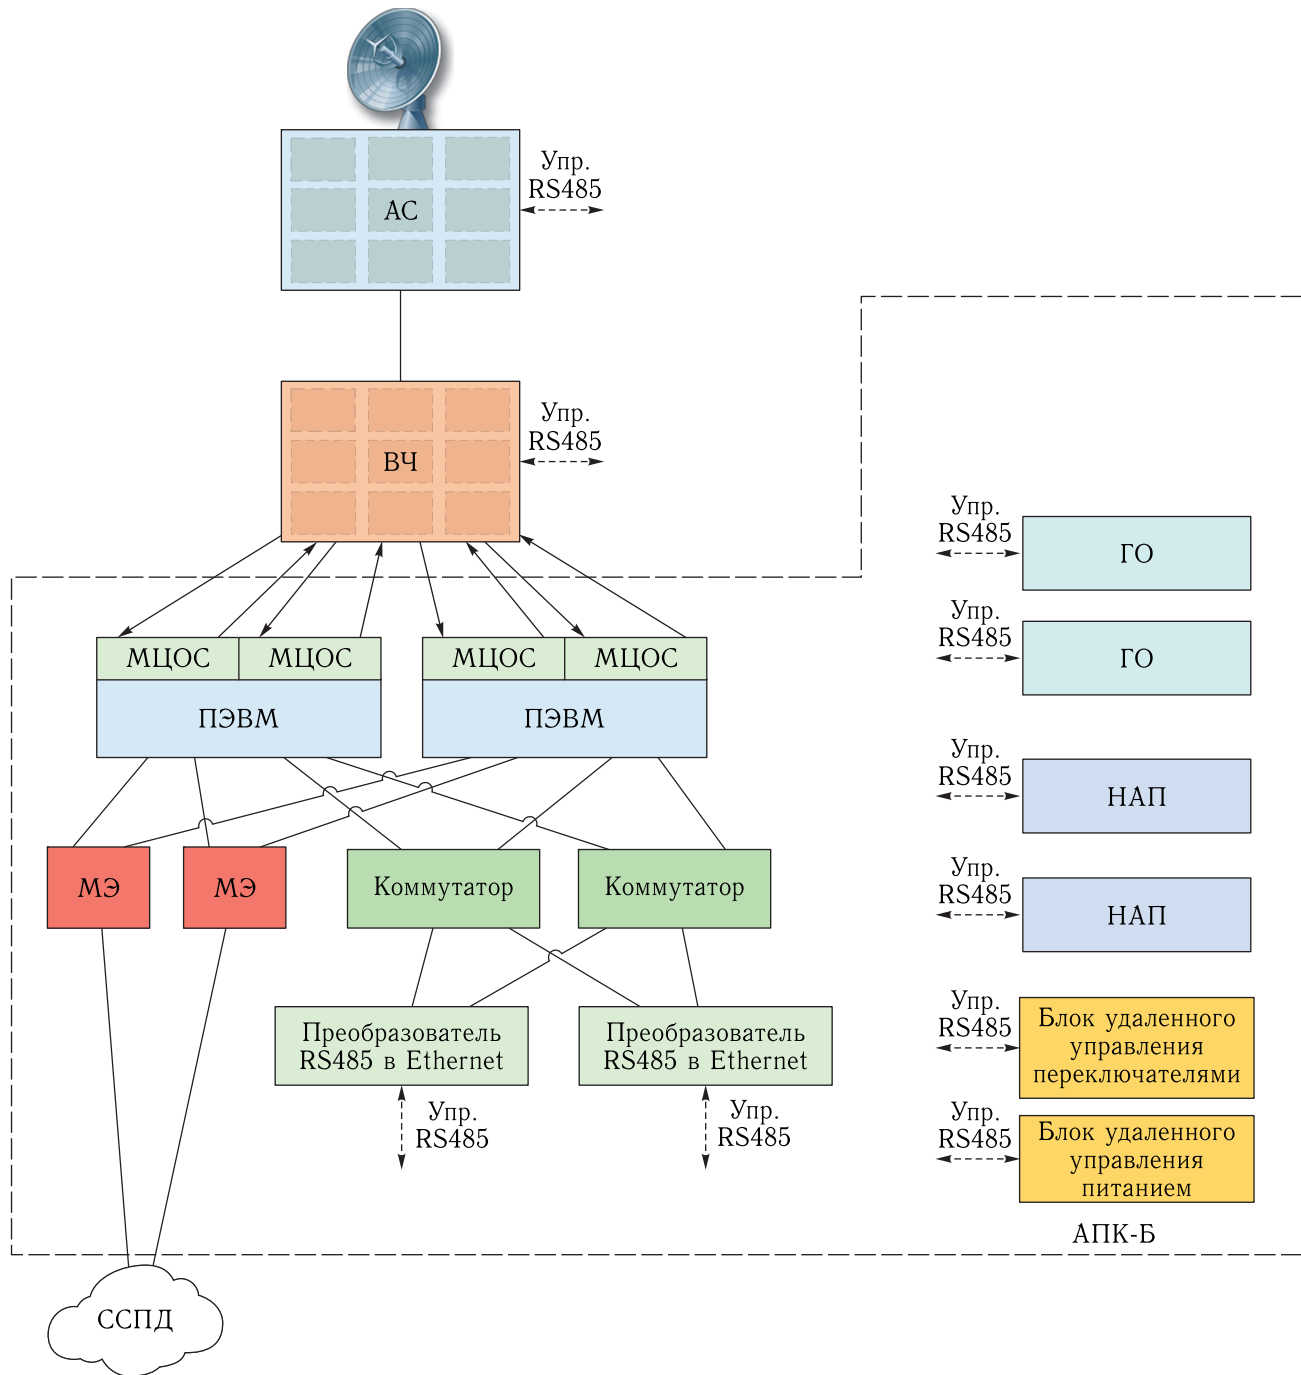 Упр.
RS485
АС
Упр.
RS485
ВЧ
Упр.
RS485
ГО
Упр.
RS485
ГО
МЦОС
МЦОС
МЦОС
МЦОС
ПЭВМ
ПЭВМ
Упр.
RS485
НАП
МЭ
МЭ
Коммутатор
Коммутатор
Упр.
RS485
НАП
Преобразователь
RS485 в Ethernet
Преобразователь
RS485 в Ethernet
Упр.
RS485
Блок удаленного
управления
переключателями
Упр.
RS485
Упр.
RS485
Упр.
RS485
Блок удаленного
управления
питанием
АПК-Б
ССПД